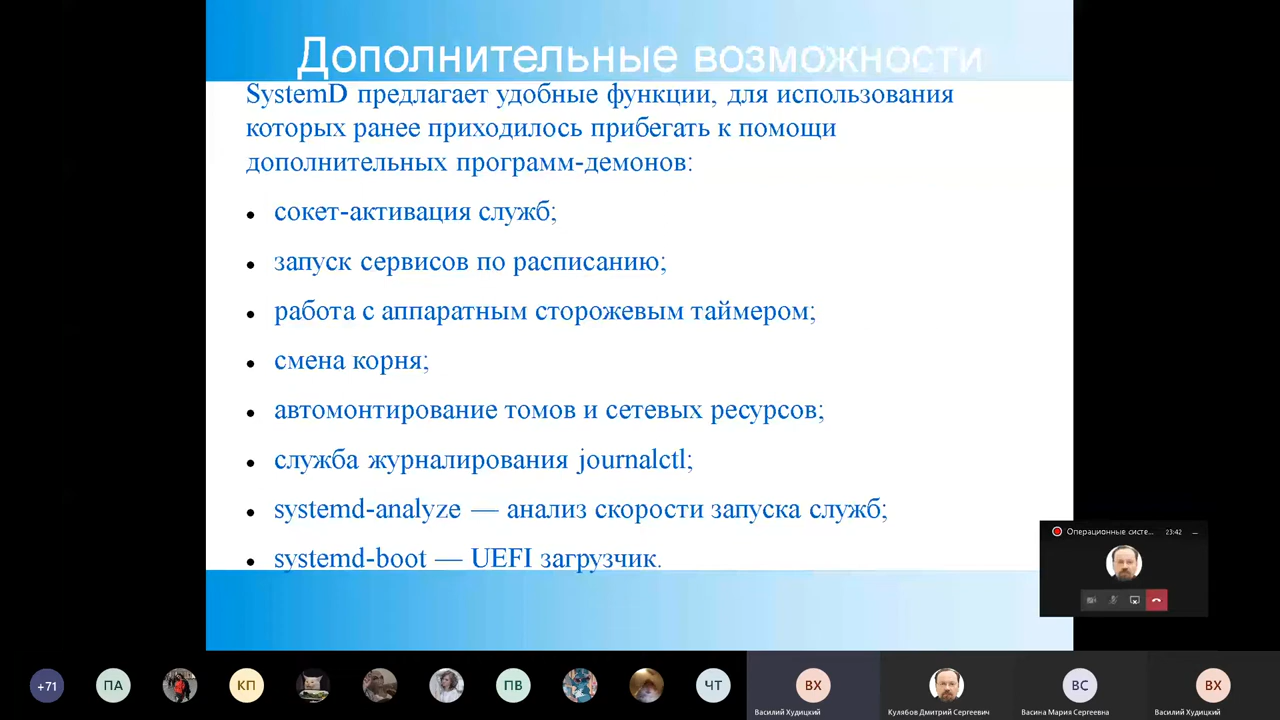 Дополнительные возможности
SystemD предлагает удобные функции, для использования
которых ранее приходилось прибегать к помощи
дополнительных программ-демонов:
• сокет-активация служб;
• запуск сервисов по расписанию;
• работа с аппаратным сторожевым таймером;
• смена корня;
• автомонтирование томов и сетевых ресурсов;
• служба журналирования journalctl;
• systemd-analyze — анализ скорости запуска служб;
• systemd-boot — UEFI загрузчик.
Операционные систе... 23:42
+71 ПА КП ПВ ЧТ ВХ ВС ВХ
Василий Худицкий Кулябов Дмитрий Сергеевич Васина Мария Сергеевна Василий Худицкий